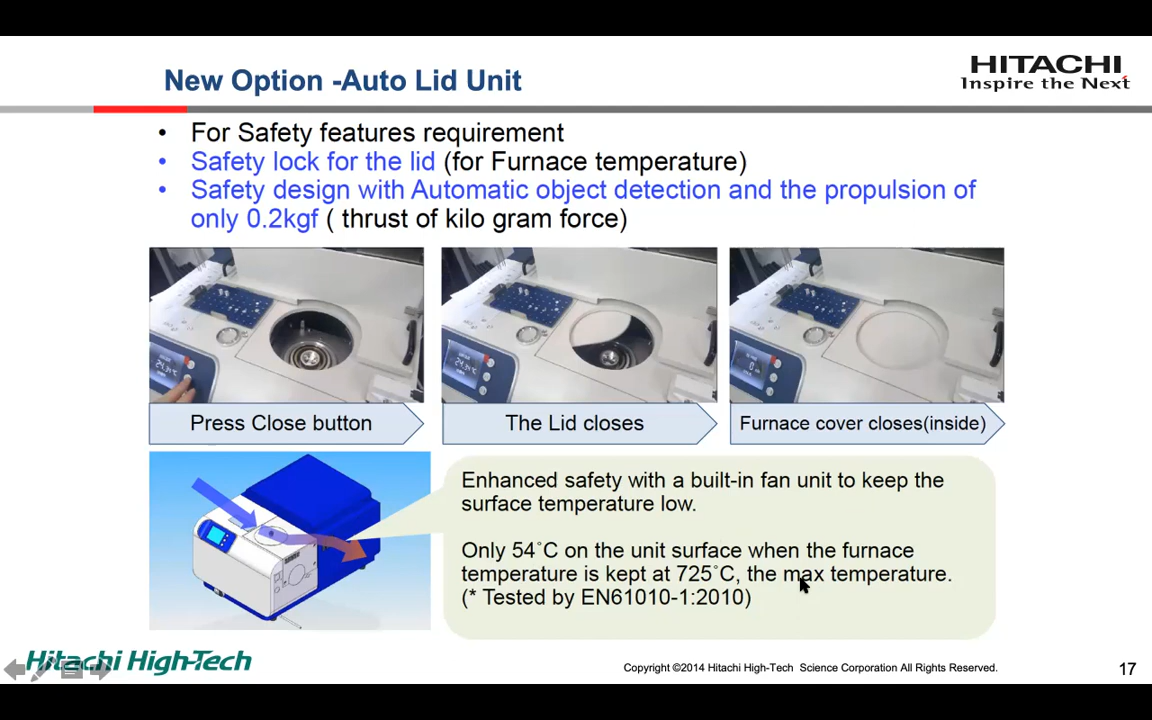 New Option -Auto Lid Unit
HITACHI
Inspire the Next
• For Safety features requirement
• Safety lock for the lid (for Furnace temperature)
• Safety design with Automatic object detection and the propulsion of
only 0.2kgf ( thrust of kilo gram force)
Press Close button
The Lid closes
Furnace cover closes(inside)
Enhanced safety with a built-in fan unit to keep the
surface temperature low.
Only 54˚C on the unit surface when the furnace
temperature is kept at 725˚C, the max temperature.
(* Tested by EN61010-1:2010)
Hitachi High-Tech
Copyright ©2014 Hitachi High-Tech Science Corporation All Rights Reserved.
17